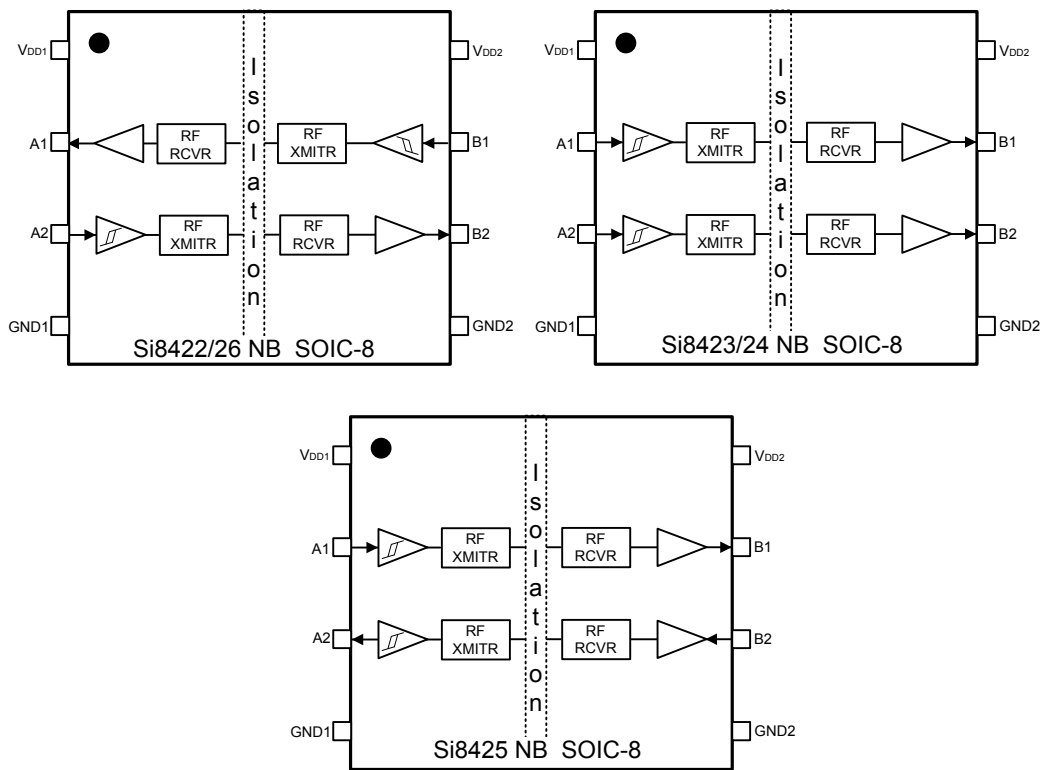 VDD1
VDD2
A1
RF
RCVR
RF
XMITR
B1
A2
RF
XMITR
RF
RCVR
B2
GND1
GND2
Isolation
Si8422/26 NB SOIC-8
VDD1
VDD2
A1
RF
XMITR
RF
RCVR
B1
A2
RF
XMITR
RF
RCVR
B2
GND1
GND2
Isolation
Si8423/24 NB SOIC-8
VDD1
VDD2
A1
RF
XMITR
RF
RCVR
B1
A2
RF
XMITR
RF
RCVR
B2
GND1
GND2
Isolation
Si8425 NB SOIC-8